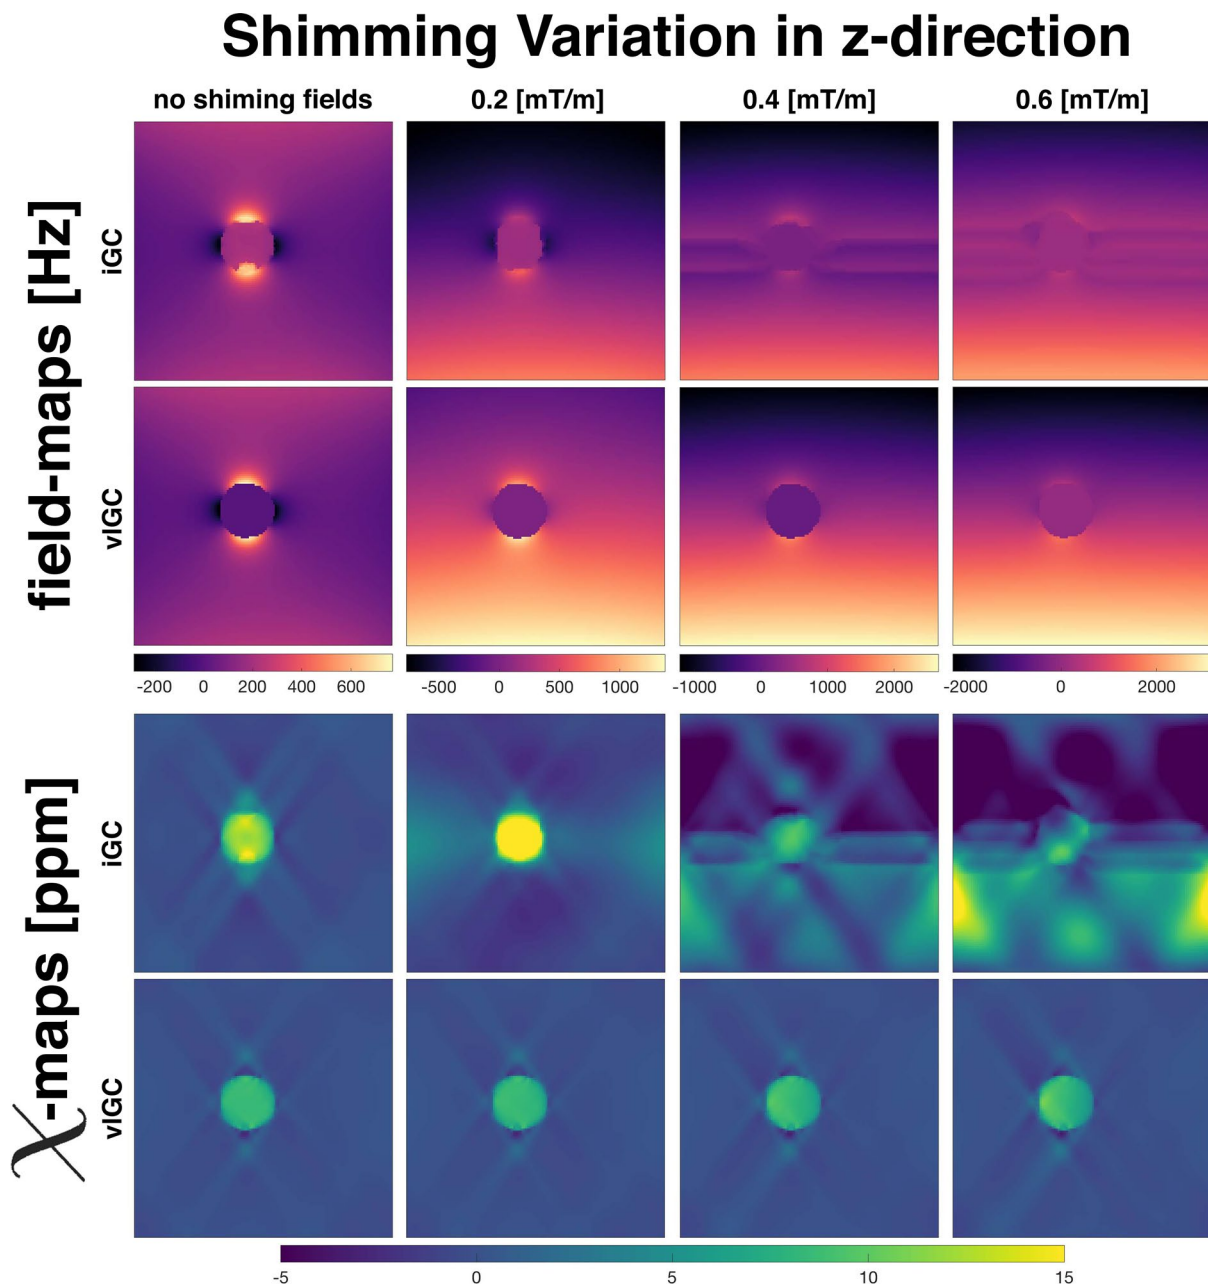 Shimming Variation in z-direction
no shiming fields 0.2 [mT/m] 0.4 [mT/m] 0.6 [mT/m]
field-maps [Hz]
iGC
vIGC
-200 0 200 400 600 -500 0 500 1000 -1000 0 1000 2000 -2000 0 2000
χ-maps [ppm]
iGC
vIGC
-5 0 5 10 15